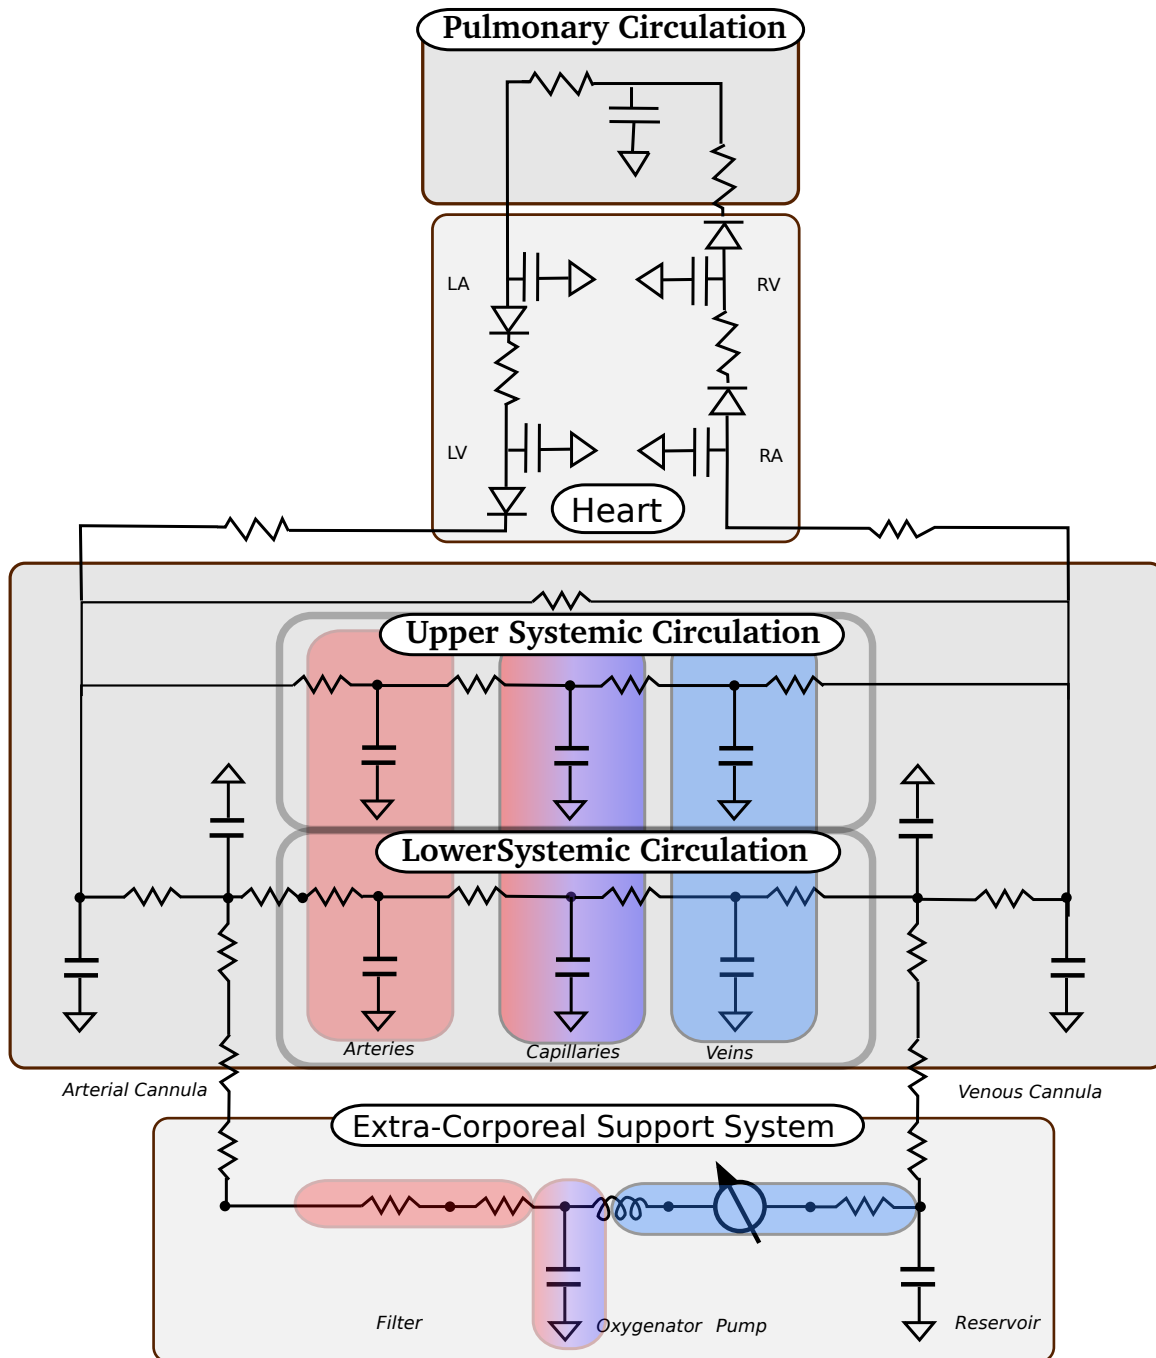 Pulmonary Circulation
LA
RV
LV
RA
Heart
Upper Systemic Circulation
LowerSystemic Circulation
Arteries
Capillaries
Veins
Arterial Cannula
Venous Cannula
Extra-Corporeal Support System
Filter
Oxygenator
Pump
Reservoir